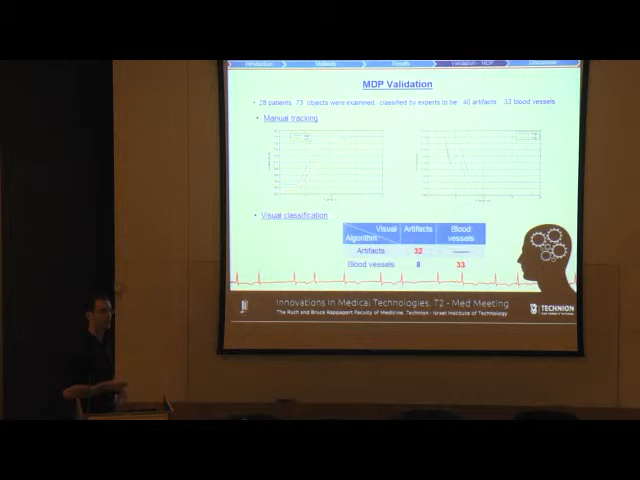 Introduction Methods Results Validation - MDP Discussion
MDP Validation
28 patients 73 objects were examined classified by experts to be 40 artifacts 33 blood vessels
Manual tracking
Visual classification
Visual Artifacts Blood vessels
Algorithm
Artifacts 32
Blood vessels 8 33
Innovations in Medical Technologies, T2 - Med Meeting
The Ruth and Bruce Rappaport Faculty of Medicine, Technion - Israel Institute of Technology
TECHNION